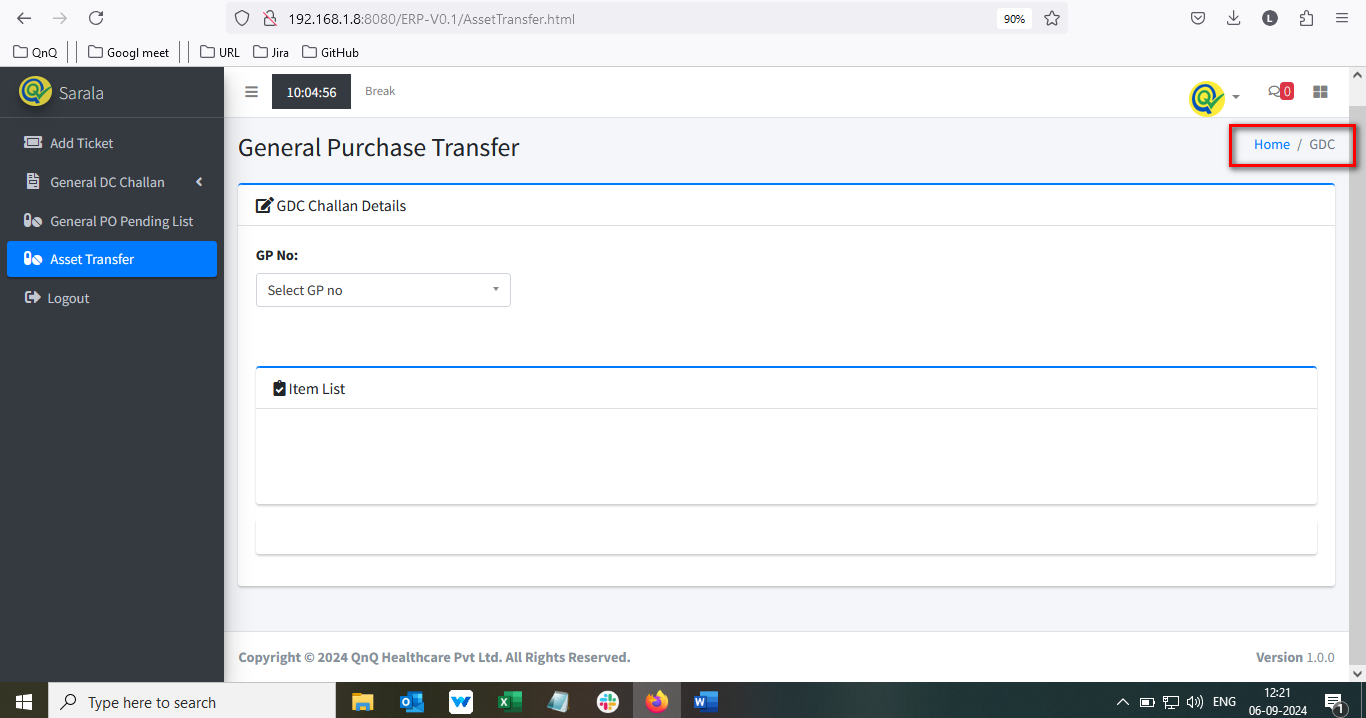 192.168.1.8:8080/ERP-V0.1/AssetTransfer.html
90%
L
QnQ
Googl meet
URL
Jira
GitHub
Sarala
10:04:56
Break
0
Add Ticket
General DC Challan
General PO Pending List
Asset Transfer
Logout
General Purchase Transfer
Home / GDC
GDC Challan Details
GP No:
Select GP no
Item List
Copyright © 2024 QnQ Healthcare Pvt Ltd. All Rights Reserved.
Version 1.0.0
Type here to search
ENG
12:21
06-09-2024
1